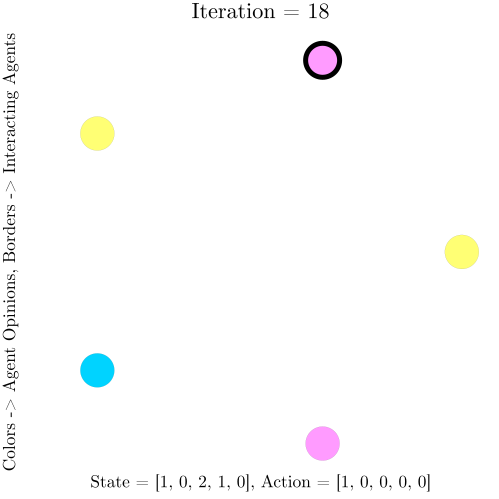 Iteration = 18
Colors -> Agent Opinions, Borders -> Interacting Agents
State = [1, 0, 2, 1, 0], Action = [1, 0, 0, 0, 0]